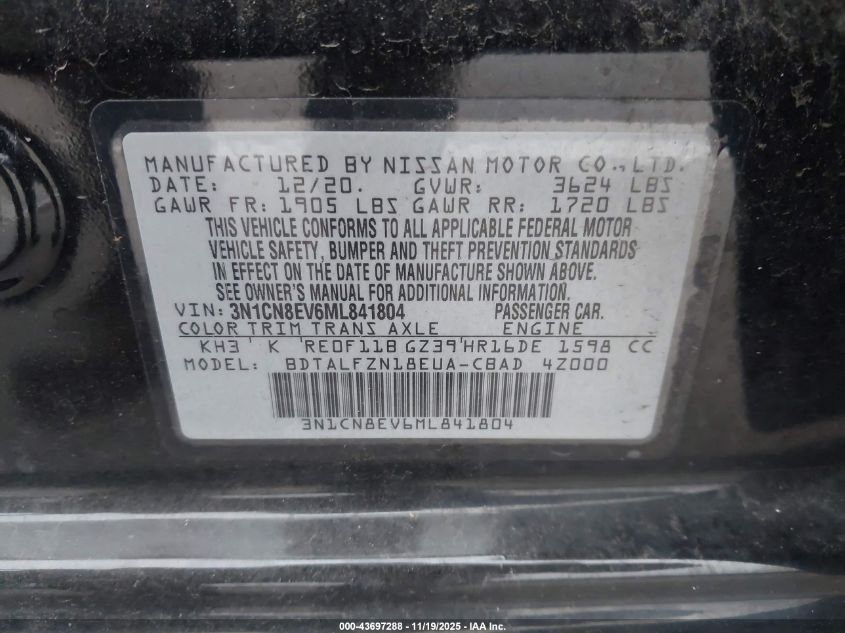 MANUFACTURED BY NISSAN MOTOR CO., LTD.
DATE: 12/20. GVWR: 3624 LBS
GAWR FR: 1905 LBS GAWR RR: 1720 LBS
THIS VEHICLE CONFORMS TO ALL APPLICABLE FEDERAL MOTOR
VEHICLE SAFETY, BUMPER AND THEFT PREVENTION STANDARDS
IN EFFECT ON THE DATE OF MANUFACTURE SHOWN ABOVE.
SEE OWNER'S MANUAL FOR ADDITIONAL INFORMATION.
VIN: 3N1CN8EV6ML841804 PASSENGER CAR.
COLOR TRIM TRANS AXLE ENGINE
KH3 K RE0F11B GZ39 HR16DE 1598 CC
MODEL: BDTALFZN18EUA-CBAD 4Z000
3N1CN8EV6ML841804
000-43697288 - 11/19/2025 - IAA, Inc.